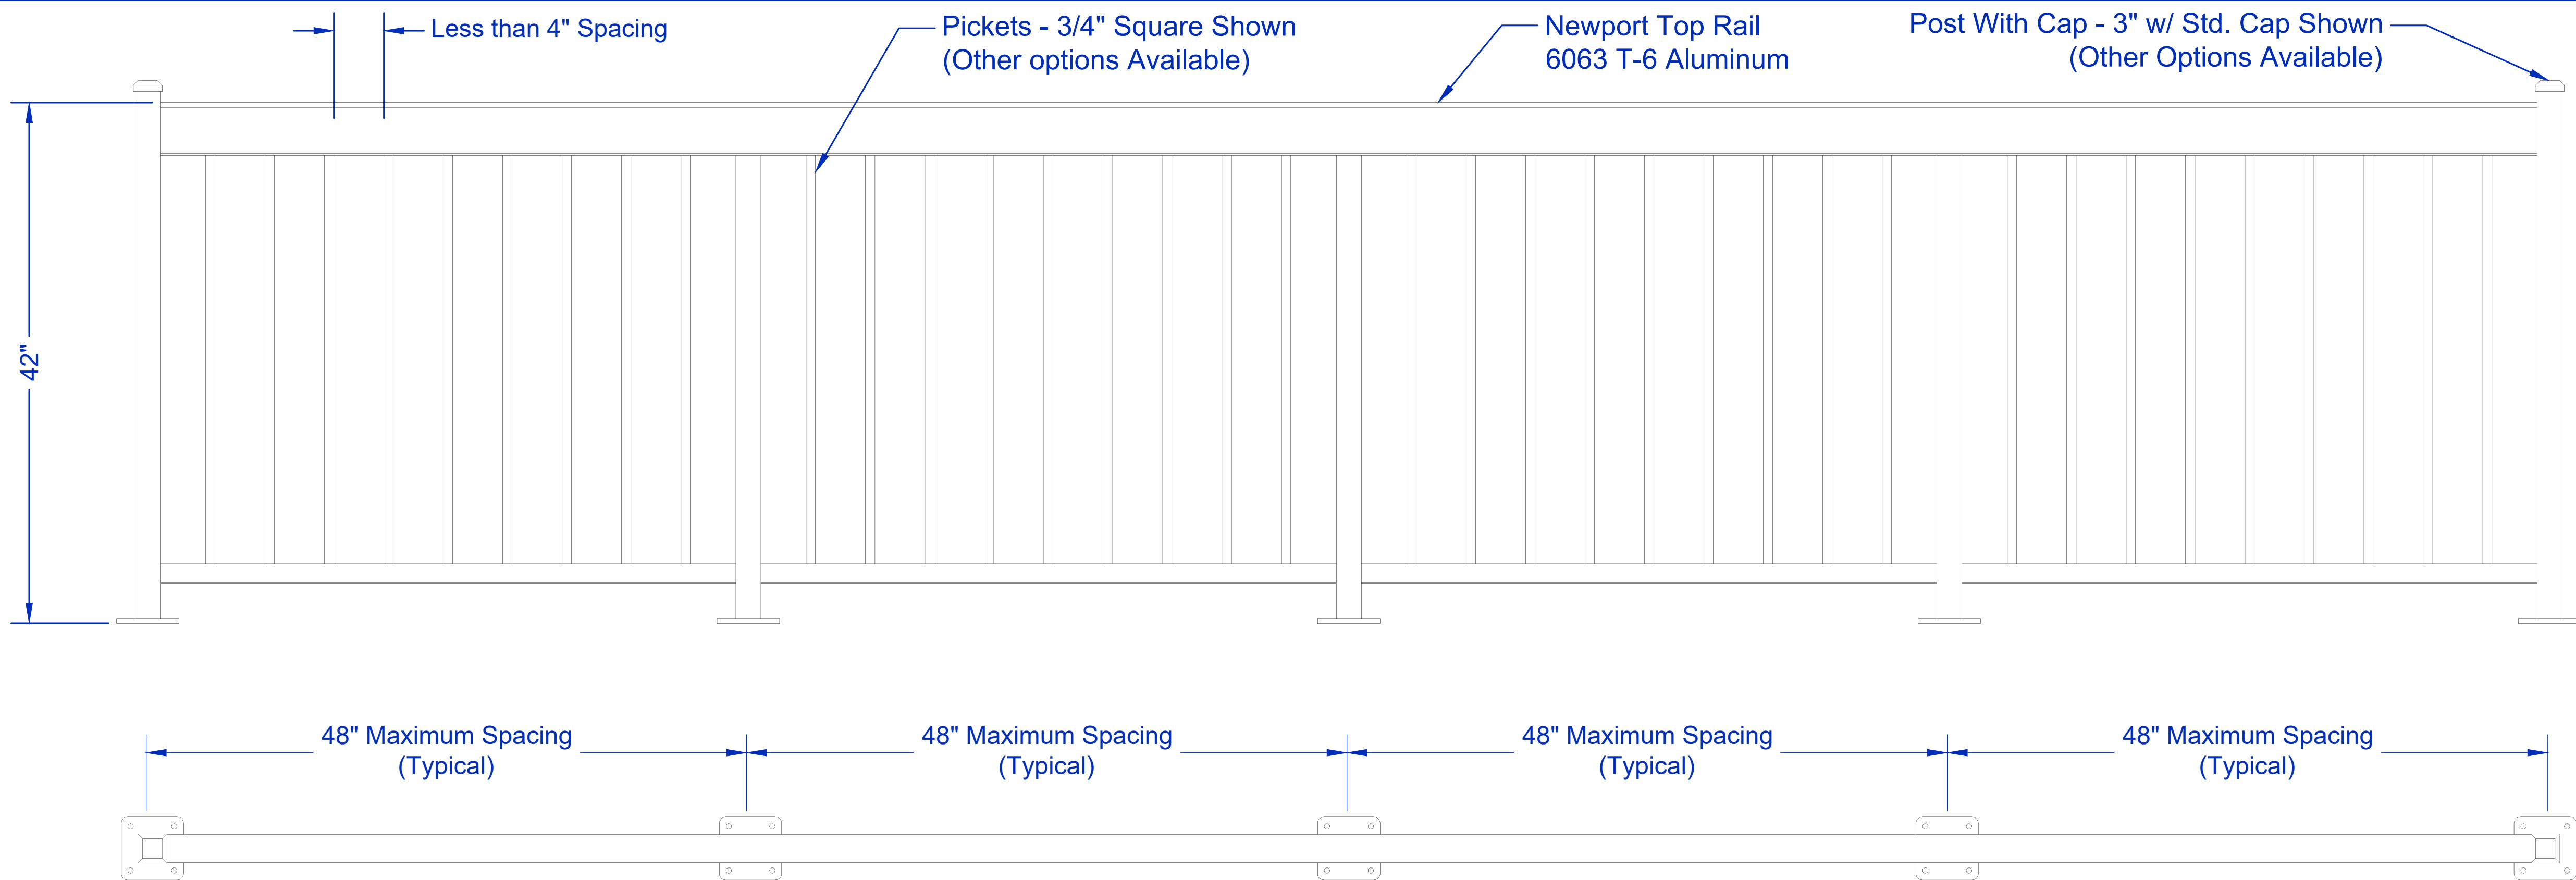 Less than 4" Spacing
Pickets - 3/4" Square Shown
(Other options Available)
Newport Top Rail
6063 T-6 Aluminum
Post With Cap - 3" w/ Std. Cap Shown
(Other Options Available)
42"
48" Maximum Spacing
(Typical)
48" Maximum Spacing
(Typical)
48" Maximum Spacing
(Typical)
48" Maximum Spacing
(Typical)